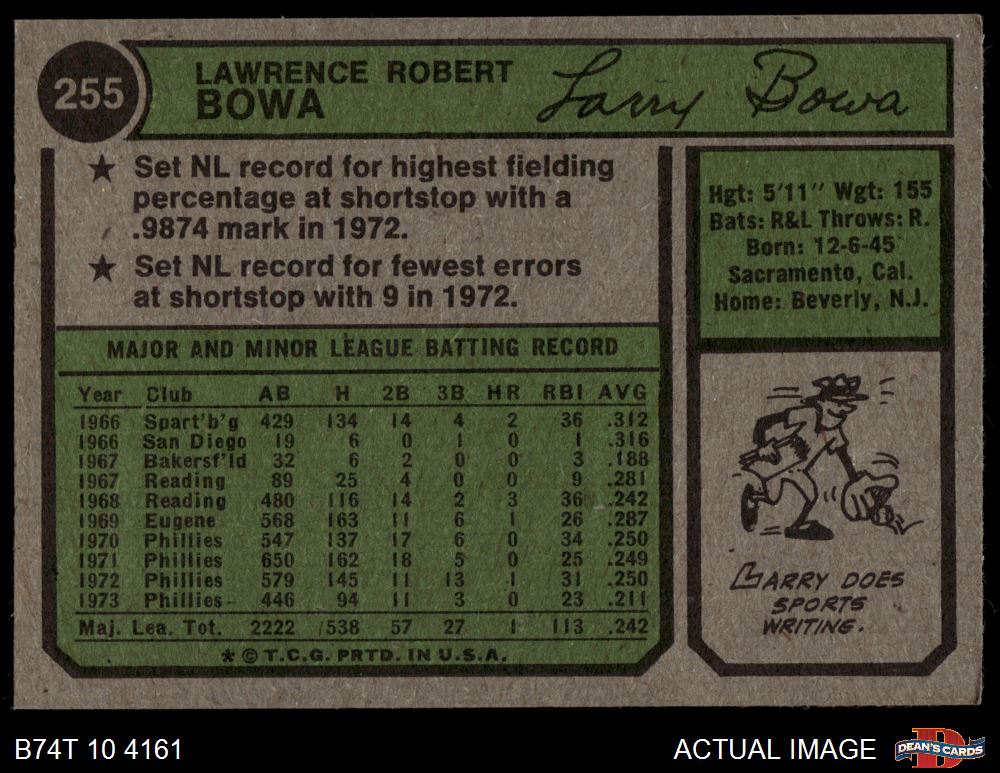 255
LAWRENCE ROBERT
BOWA
Larry Bowa
★ Set NL record for highest fielding
percentage at shortstop with a
.9874 mark in 1972.
★ Set NL record for fewest errors
at shortstop with 9 in 1972.
Hgt: 5'11" Wgt: 155
Bats: R&L Throws: R.
Born: 12-6-45
Sacramento, Cal.
Home: Beverly, N.J.
MAJOR AND MINOR LEAGUE BATTING RECORD
Year Club AB H 2B 3B HR RBI AVG
1966 Spart'b'g 429 134 14 4 2 36 .312
1966 San Diego 19 6 0 1 0 1 .316
1967 Bakersf'ld 32 6 2 0 0 3 .188
1967 Reading 89 25 4 0 0 9 .281
1968 Reading 480 116 14 2 3 36 .242
1969 Eugene 568 163 11 6 1 26 .287
1970 Phillies 547 137 17 6 0 34 .250
1971 Phillies 650 162 18 5 0 25 .249
1972 Phillies 579 145 11 13 1 31 .250
1973 Phillies 446 94 11 3 0 23 .211
Maj. Lea. Tot. 2222 538 57 27 1 113 .242
* © T.C.G. PRTD. IN U.S.A.
LARRY DOES
SPORTS
WRITING.
B74T 10 4161
ACTUAL IMAGE
D
DEAN'S CARDS